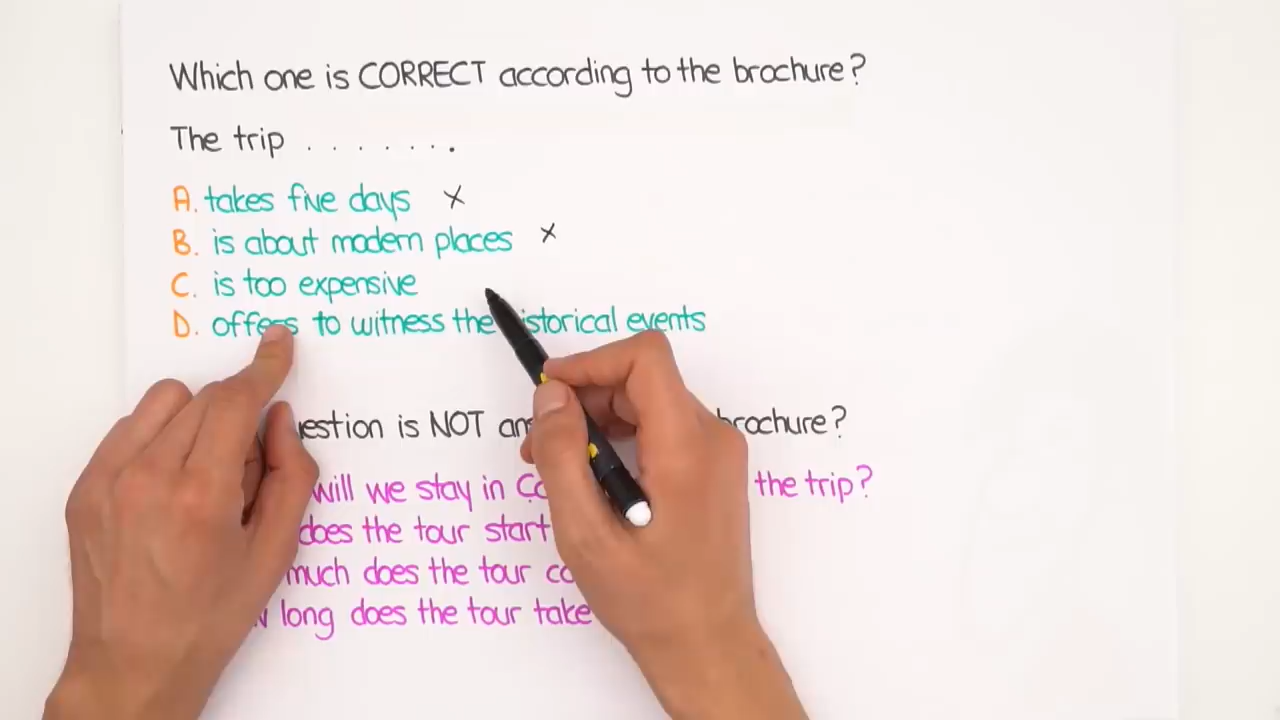 Which one is CORRECT according to the brochure?
The trip . . . . . . .
A. takes five days ×
B. is about modern places ×
C. is too expensive
D. offers to witness the historical events
is NOT brochure?
will we stay in the trip?
does the tour start
much does the tour
long does the tour take